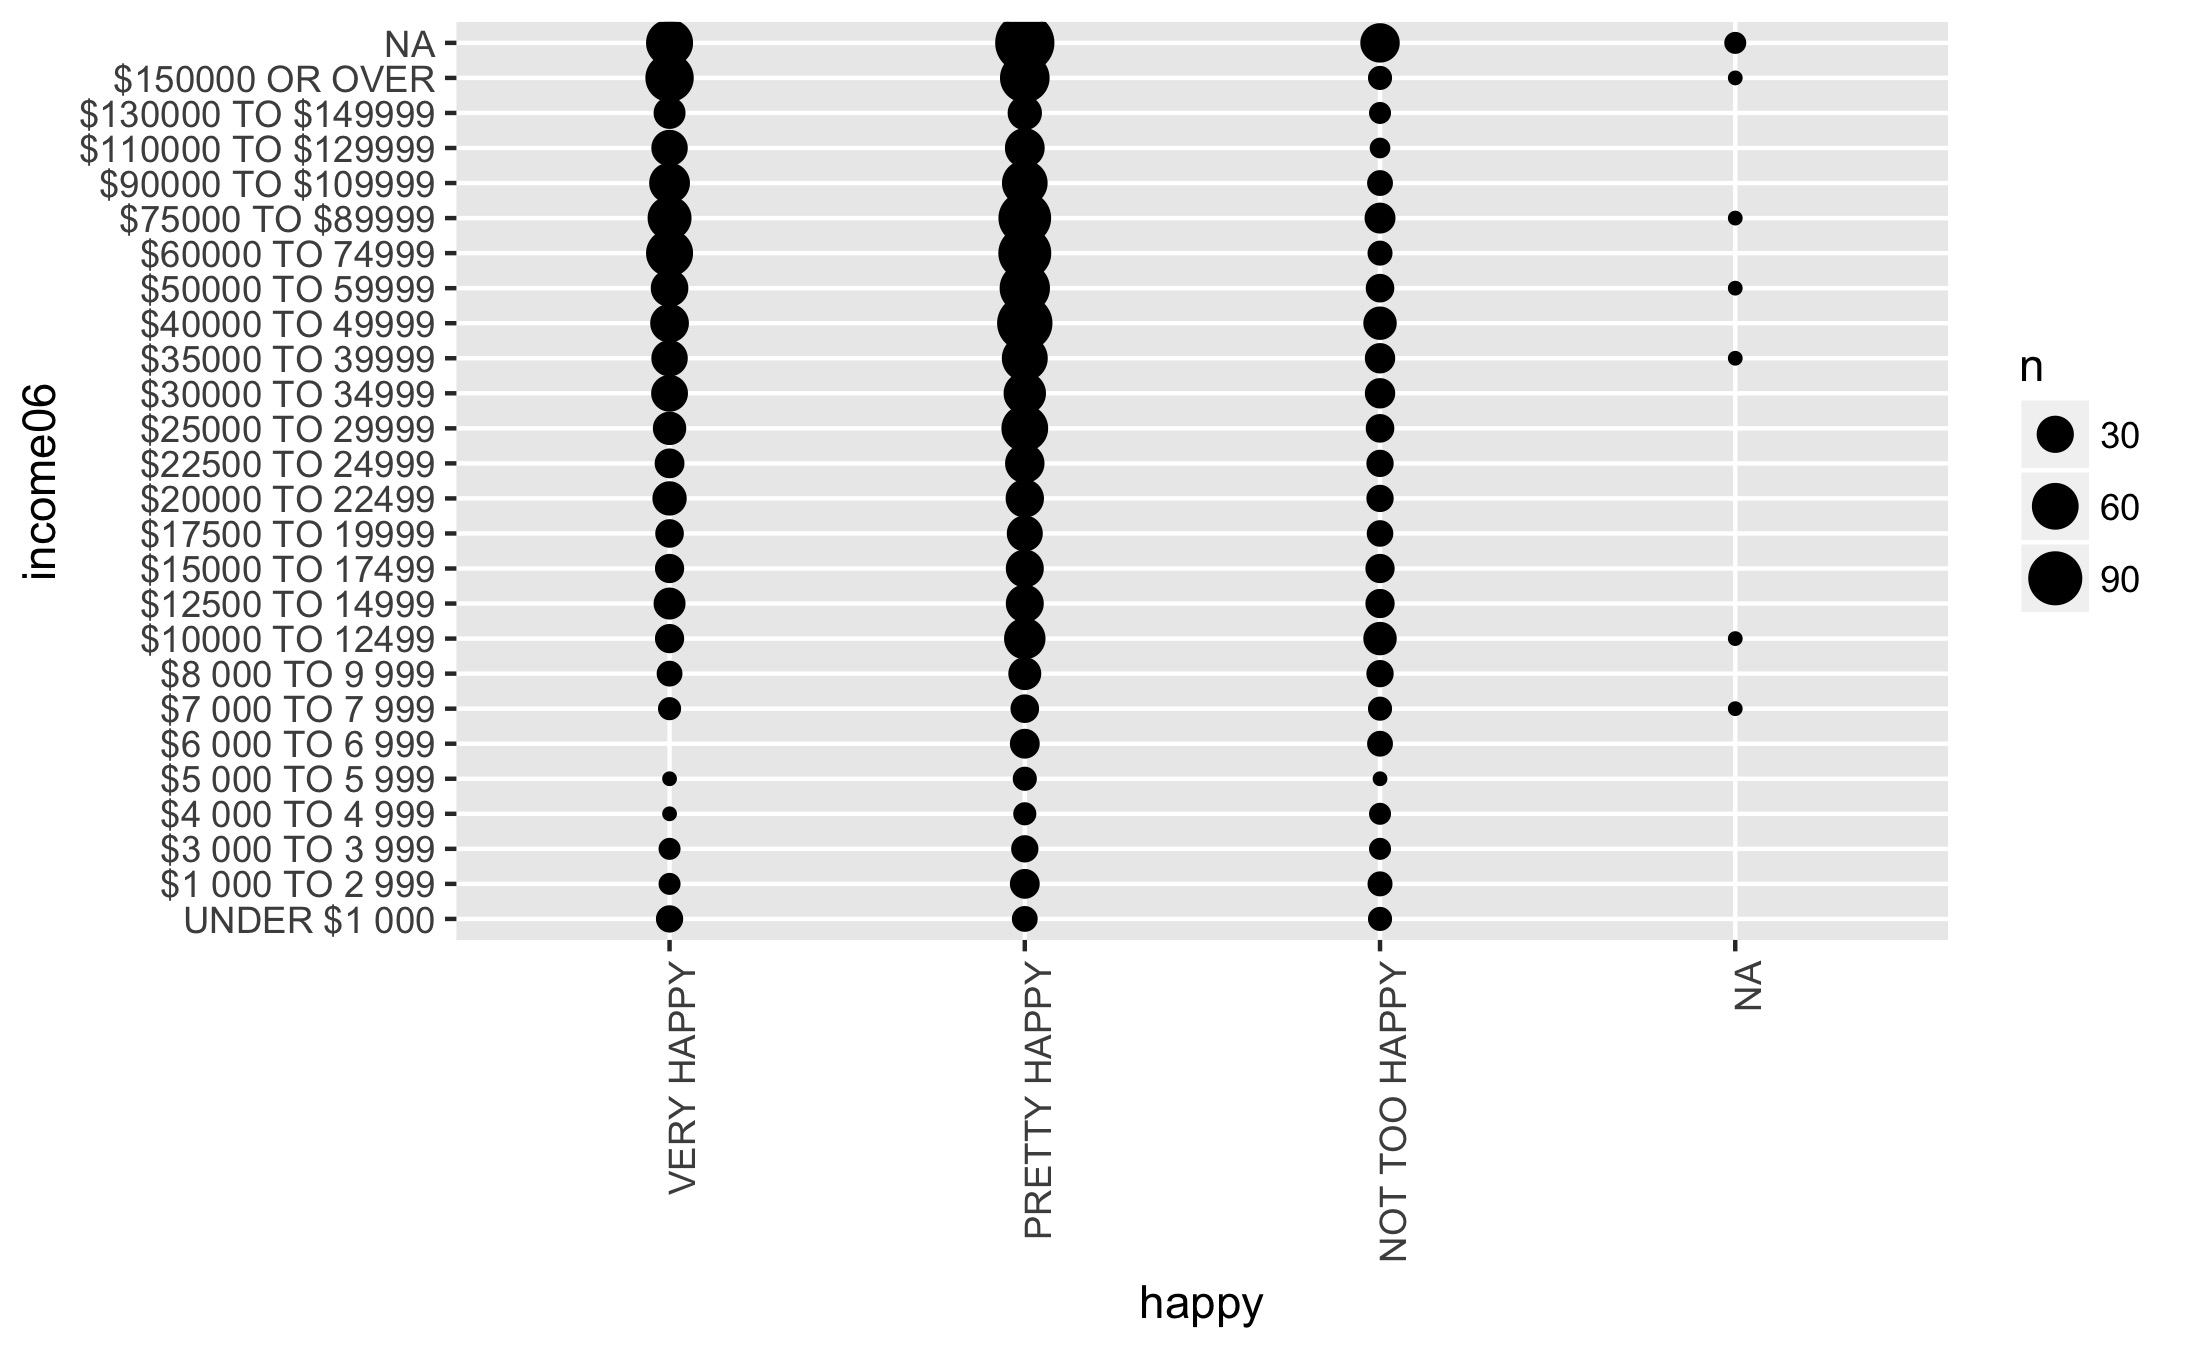 NA
$150000 OR OVER
$130000 TO $149999
$110000 TO $129999
$90000 TO $109999
$75000 TO $89999
$60000 TO 74999
$50000 TO 59999
$40000 TO 49999
$35000 TO 39999
$30000 TO 34999
$25000 TO 29999
$22500 TO 24999
$20000 TO 22499
$17500 TO 19999
$15000 TO 17499
$12500 TO 14999
$10000 TO 12499
$8 000 TO 9 999
$7 000 TO 7 999
$6 000 TO 6 999
$5 000 TO 5 999
$4 000 TO 4 999
$3 000 TO 3 999
$1 000 TO 2 999
UNDER $1 000
income06
VERY HAPPY
PRETTY HAPPY
NOT TOO HAPPY
NA
happy
n
30
60
90